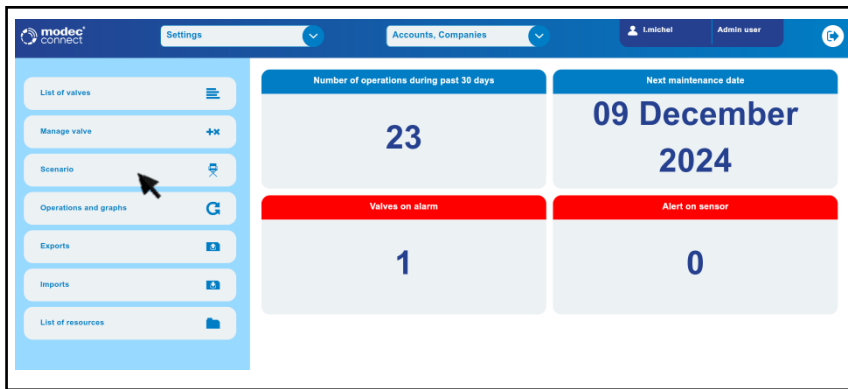 modec
connect
Settings
Accounts, Companies
l.michel
Admin user
List of valves
Manage valve
Scenario
Operations and graphs
Exports
Imports
List of resources
Number of operations during past 30 days
23
Next maintenance date
09 December
2024
Valves on alarm
1
Alert on sensor
0